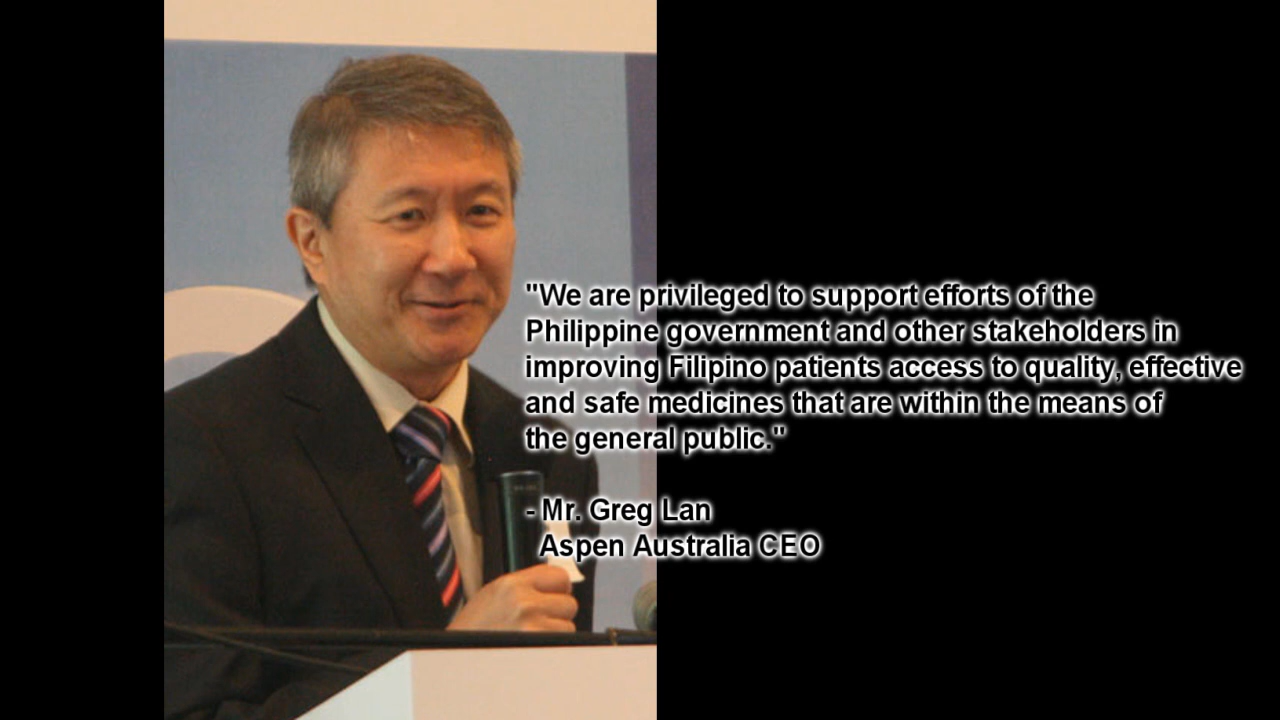 "We are privileged to support efforts of the
Philippine government and other stakeholders in
improving Filipino patients access to quality, effective
and safe medicines that are within the means of
the general public."
- Mr. Greg Lan
Aspen Australia CEO